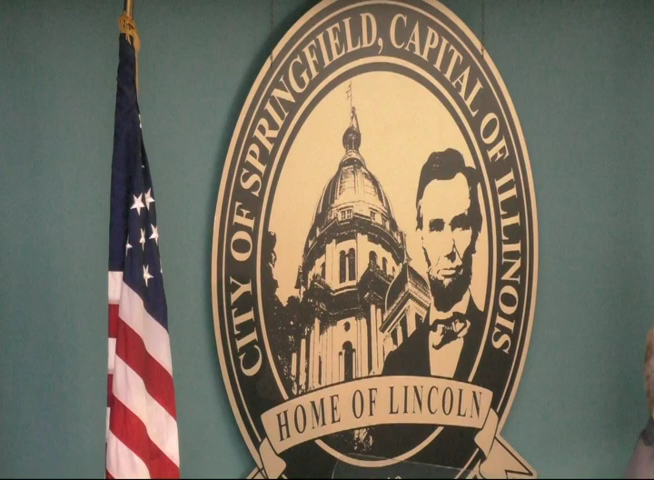 CITY OF SPRINGFIELD, CAPITAL OF ILLINOIS
HOME OF LINCOLN